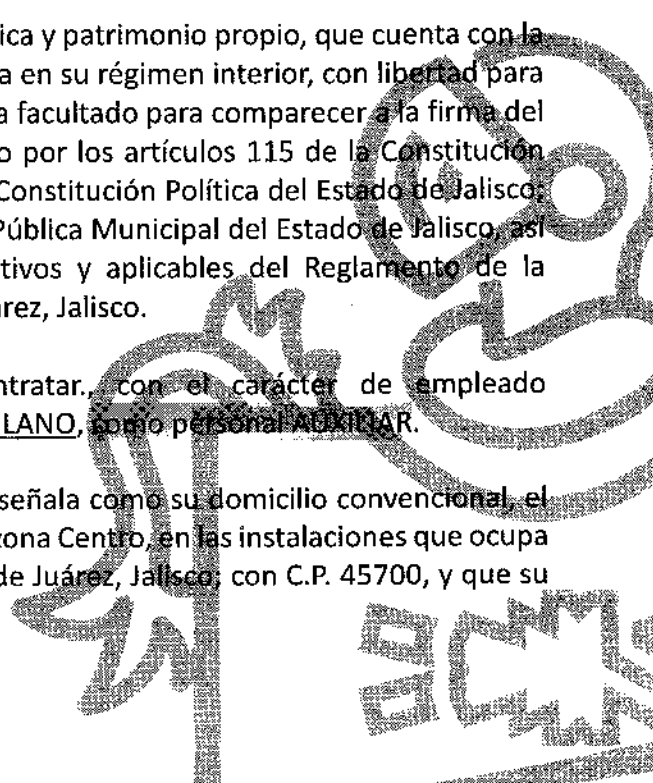 ica y patrimonio propio, que cuenta con la
a en su régimen interior, con libertad para
a facultado para comparecer a la firma del
o por los artículos 115 de la Constitución
Constitución Política del Estado de Jalisco;
Pública Municipal del Estado de Jalisco, así
tivos y aplicables del Reglamento de la
rez, Jalisco.
ntratar., con el carácter de empleado
LANO, como personal AUXILIAR.
señala como su domicilio convencional, el
zona Centro, en las instalaciones que ocupa
de Juárez, Jalisco; con C.P. 45700, y que su